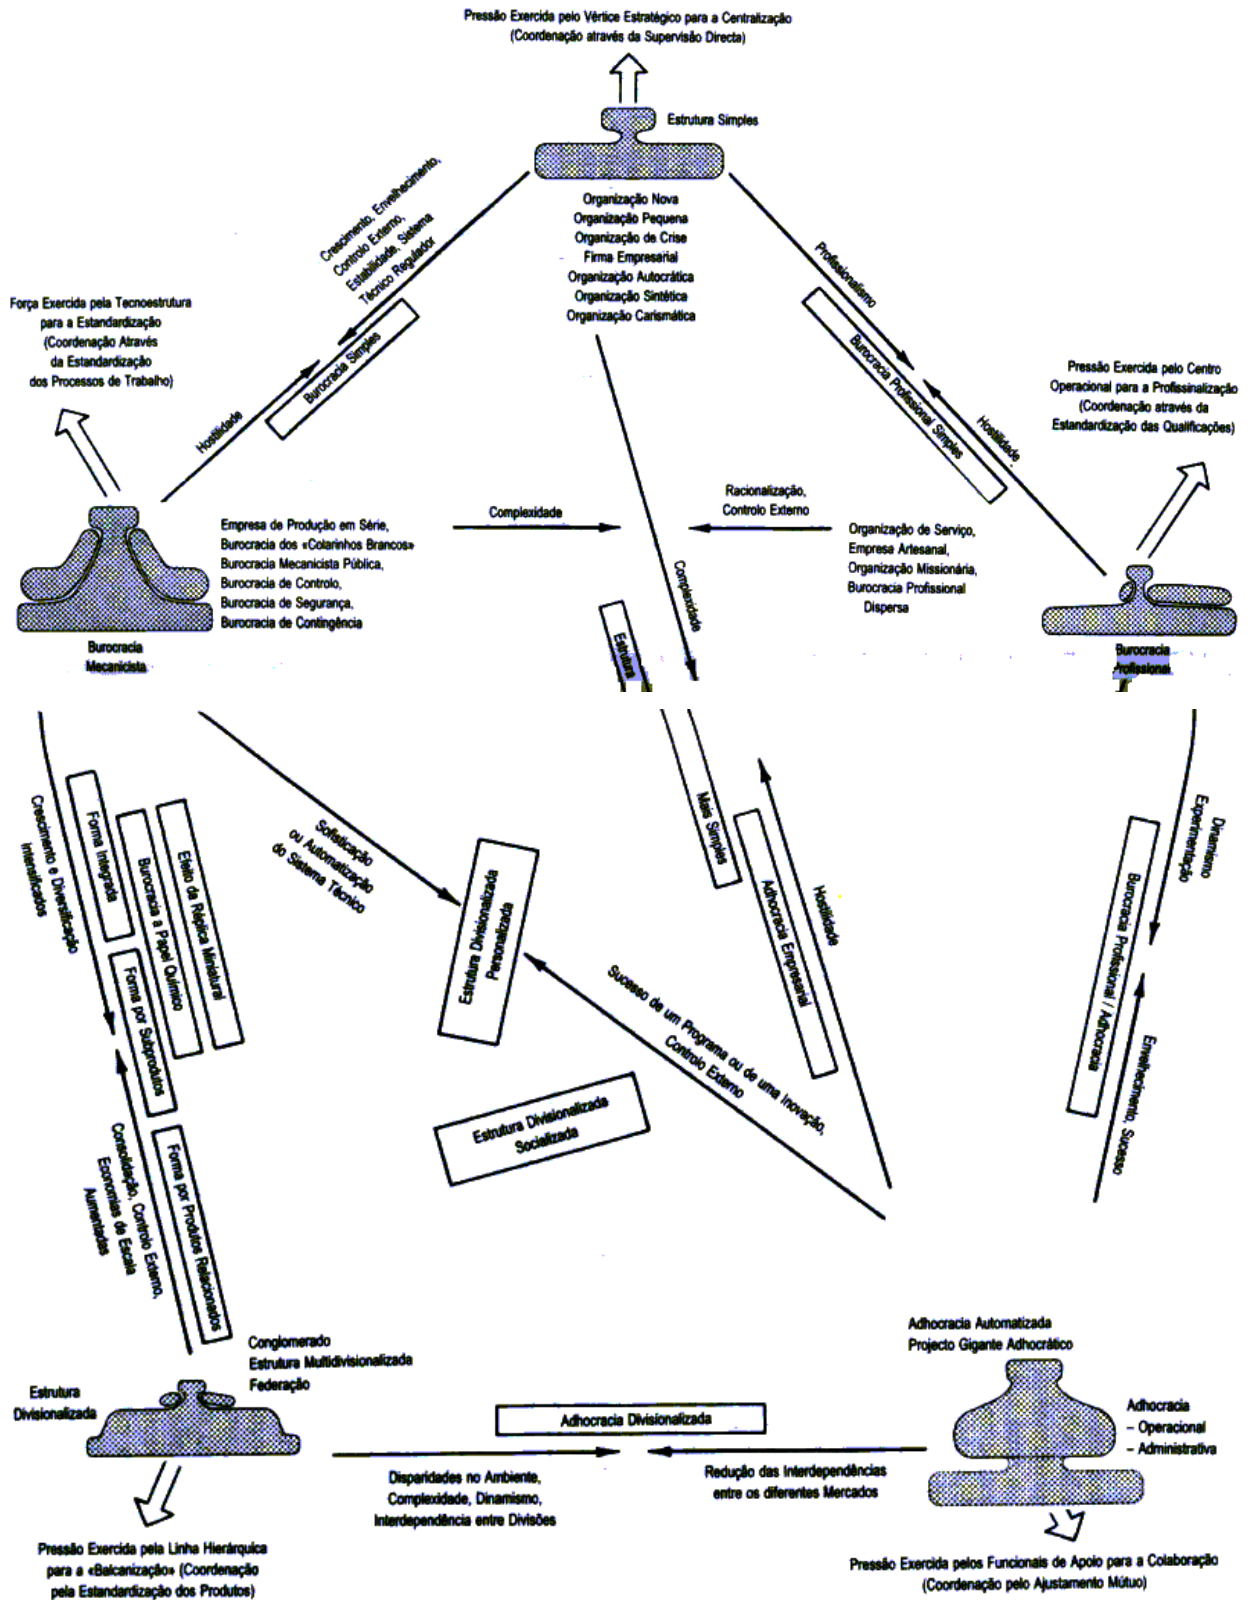 Pressão Exercida pelo Vértice Estratégico para a Centralização
(Coordenação através da Supervisão Directa)
Estrutura Simples
Organização Nova
Organização Pequena
Organização de Crise
Firma Empresarial
Organização Autocrática
Organização Sintética
Organização Carismática
Crescimento, Envelhecimento,
Controlo Externo,
Estabilidade, Sistema
Técnico Regulador
Burocracia Simples
Hostilidade
Profissionalismo
Burocracia Profissional Simples
Hostilidade
Força Exercida pela Tecnoestrutura
para a Estandardização
(Coordenação Através
da Estandardização
dos Processos de Trabalho)
Pressão Exercida pelo Centro
Operacional para a Profissinalização
(Coordenação através da
Estandardização das Qualificações)
Empresa de Produção em Série,
Burocracia dos «Colarinhos Brancos»
Burocracia Mecanicista Pública,
Burocracia de Controlo,
Burocracia de Segurança,
Burocracia de Contingência
Burocracia
Mecanicista
Complexidade
Racionalização,
Controlo Externo
Organização de Serviço,
Empresa Artesanal,
Organização Missionária,
Burocracia Profissional
Dispersa
Burocracia
Profissional
Complexidade
Estrutura
Mais Simples
Crescimento e Diversificação
Intensificados
Forma Integrada
Burocracia a Papel Químico
Efeito da Réplica Miniatural
Forma por Subprodutos
Forma por Produtos Relacionados
Consolidação, Controlo Externo,
Economias de Escala
Aumentadas
Sofisticação
ou Automatização
do Sistema Técnico
Estrutura Divisionalizada
Personalizada
Estrutura Divisionalizada
Socializada
Adhocracia Empresarial
Hostilidade
Sucesso de um Programa ou de uma Inovação,
Controlo Externo
Dinamismo
Experimentação
Burocracia Profissional / Adhocracia
Envelhecimento, Sucesso
Conglomerado
Estrutura Multidivisionalizada
Federação
Estrutura
Divisionalizada
Adhocracia Divisionalizada
Disparidades no Ambiente,
Complexidade, Dinamismo,
Interdependência entre Divisões
Redução das Interdependências
entre os diferentes Mercados
Adhocracia Automatizada
Projecto Gigante Adhocrático
Adhocracia
– Operacional
– Administrativa
Pressão Exercida pela Linha Hierárquica
para a «Balcanização» (Coordenação
pela Estandardização dos Produtos)
Pressão Exercida pelos Funcionais de Apoio para a Colaboração
(Coordenação pelo Ajustamento Mútuo)